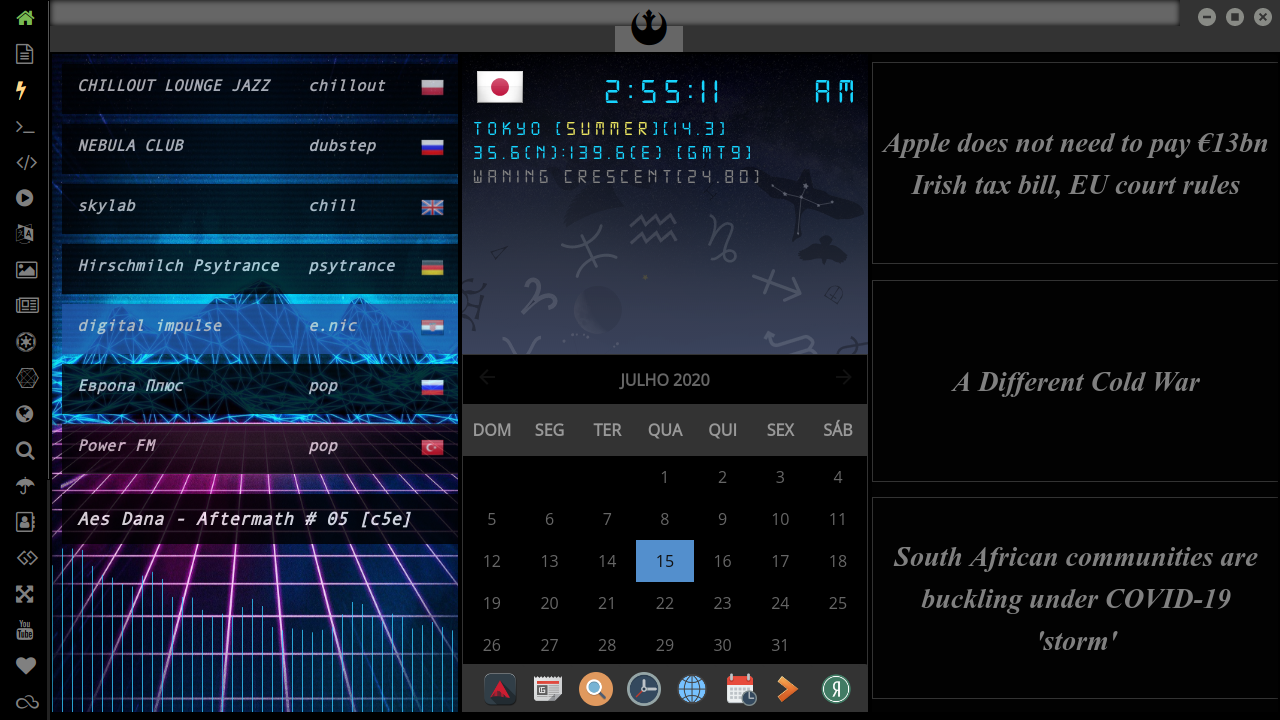 CHILLOUT LOUNGE JAZZ chillout
NEBULA CLUB dubstep
skylab chill
Hirschmilch Psytrance psytrance
digital impulse e.nic
Европа Плюс pop
Power FM pop
Aes Dana - Aftermath # 05 [c5e]
2:55:11 AM
TOKYO [SUMMER][14.3]
35.6(N):139.6(E) [GMT9]
WANING CRESCENT[24.80]
JULHO 2020
DOM SEG TER QUA QUI SEX SÁB
1 2 3 4
5 6 7 8 9 10 11
12 13 14 15 16 17 18
19 20 21 22 23 24 25
26 27 28 29 30 31
Apple does not need to pay €13bn
Irish tax bill, EU court rules
A Different Cold War
South African communities are
buckling under COVID-19
'storm'
You
Tube
Я